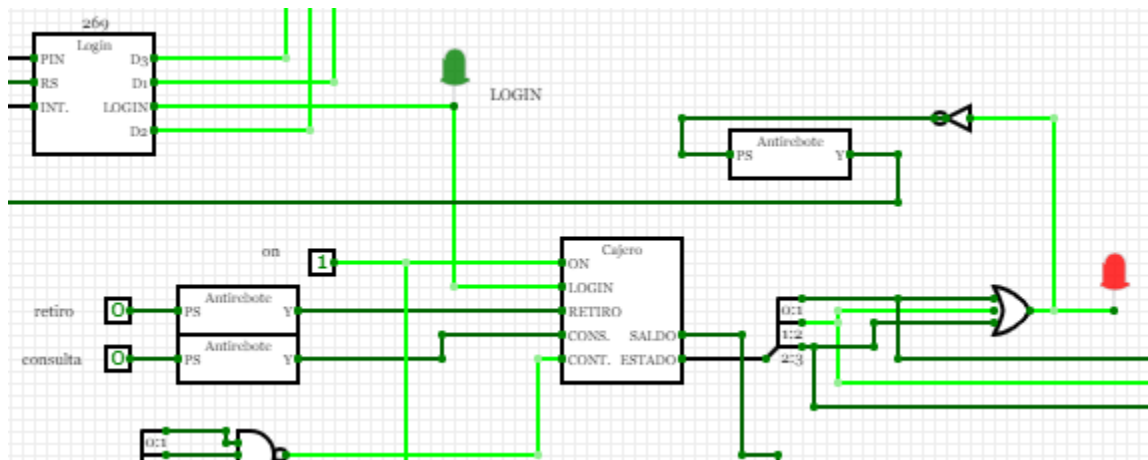 269
Login
PIN D3
RS D1
INT. LOGIN
D2
LOGIN
Antirebote
PS Y
on 1
Cajero
ON
LOGIN
RETIRO
CONS. SALDO
CONT. ESTADO
retiro 0
Antirebote
PS Y
consulta 0
Antirebote
PS Y
0:1
1:2
2:3
0:1